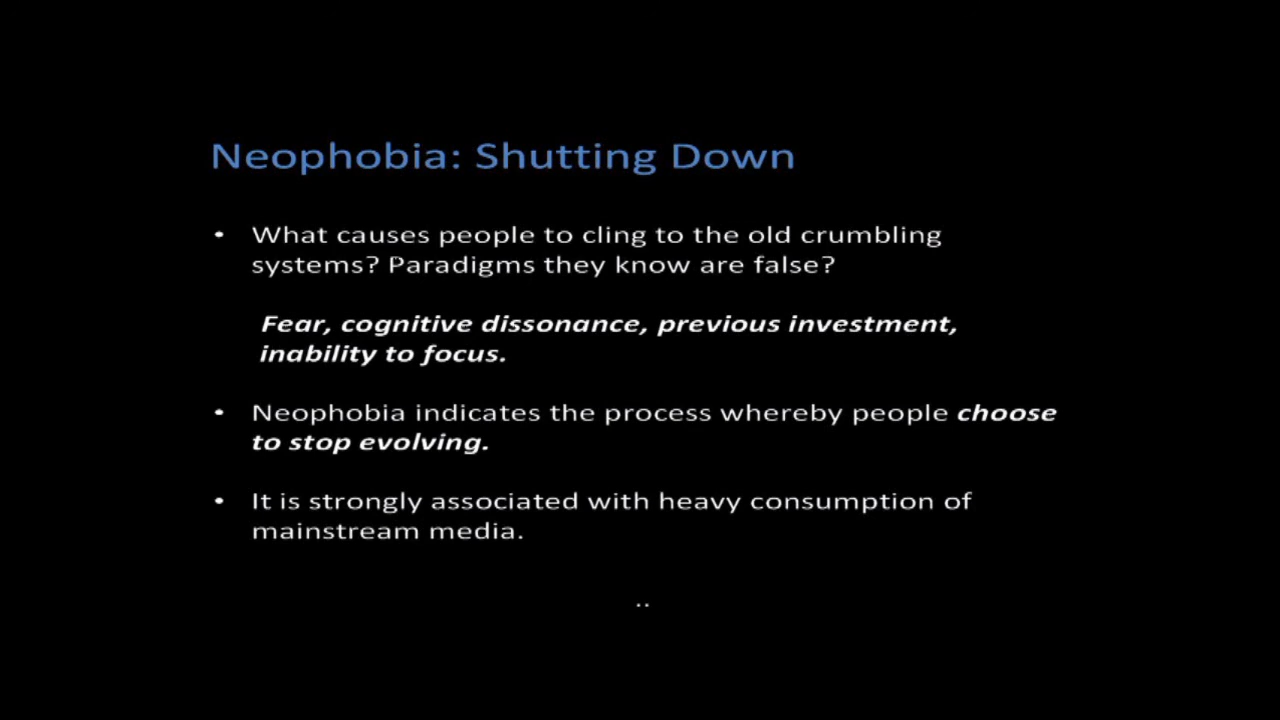 Neophobia: Shutting Down
• What causes people to cling to the old crumbling
systems? Paradigms they know are false?
Fear, cognitive dissonance, previous investment,
inability to focus.
• Neophobia indicates the process whereby people choose
to stop evolving.
• It is strongly associated with heavy consumption of
mainstream media.
..